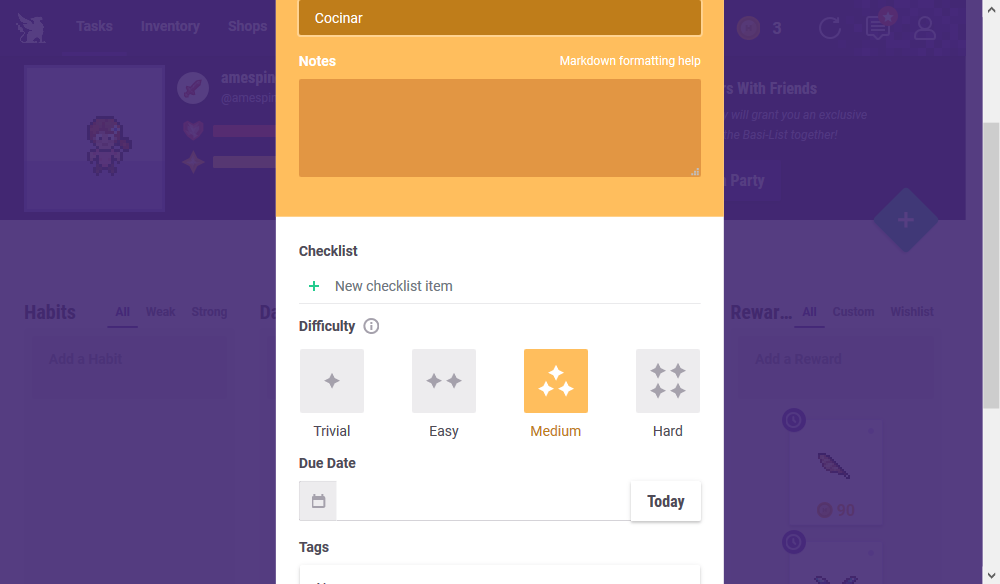 Cocinar
Tasks Inventory Shops 3
Notes Markdown formatting help
amespin
@amespin
s With Friends
will grant you an exclusive
the Basi-List together!
Party
Checklist
New checklist item
Habits All Weak Strong Da
Rewar... All Custom Wishlist
Difficulty
Add a Habit
Add a Reward
Trivial Easy Medium Hard
Due Date
Today
90
Tags